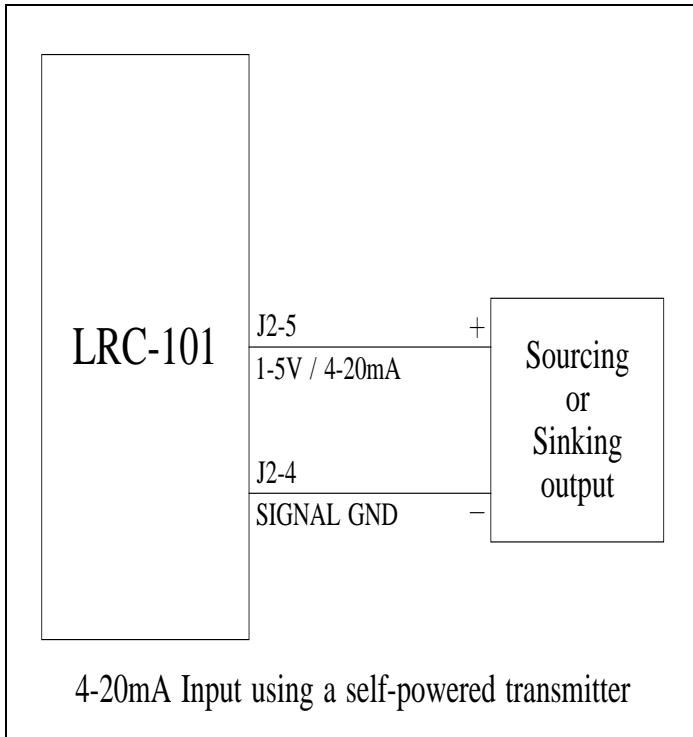 LRC-101
J2-5
+
1-5V / 4-20mA
J2-4
SIGNAL GND
−
Sourcing
or
Sinking
output
4-20mA Input using a self-powered transmitter